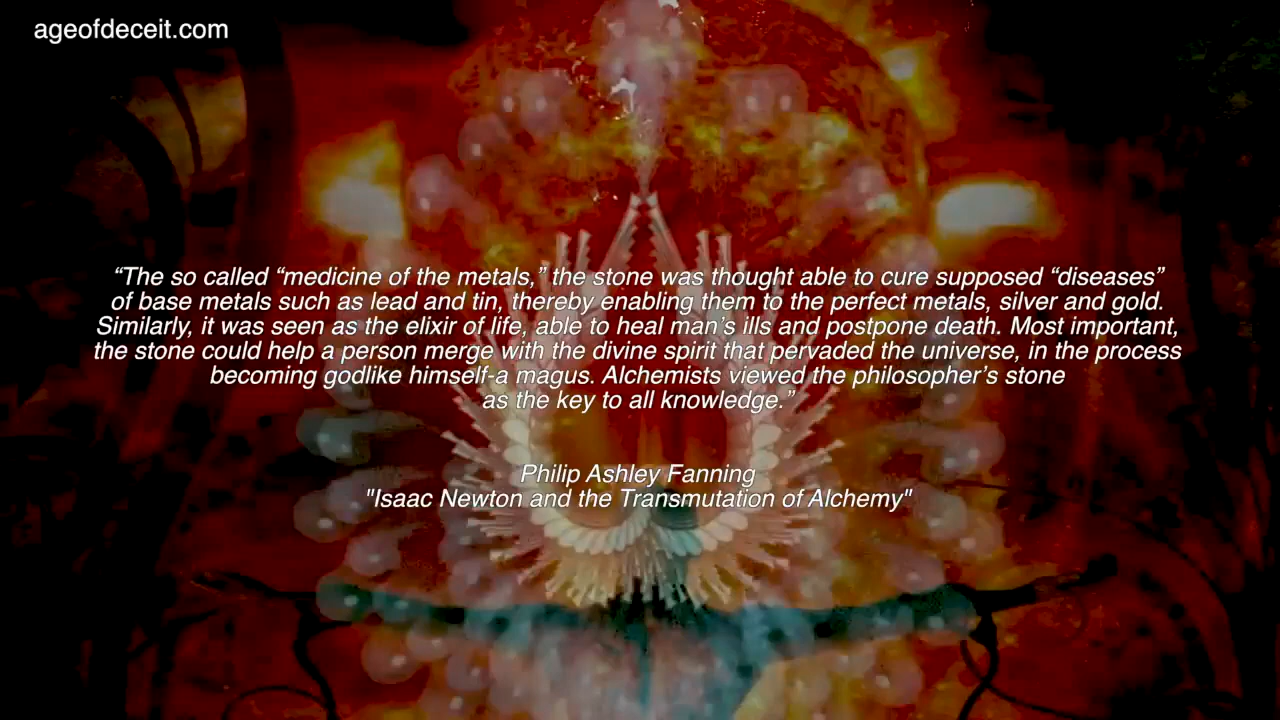 ageofdeceit.com
“The so called “medicine of the metals,” the stone was thought able to cure supposed “diseases”
of base metals such as lead and tin, thereby enabling them to the perfect metals, silver and gold.
Similarly, it was seen as the elixir of life, able to heal man’s ills and postpone death. Most important,
the stone could help a person merge with the divine spirit that pervaded the universe, in the process
becoming godlike himself-a magus. Alchemists viewed the philosopher’s stone
as the key to all knowledge.”
Philip Ashley Fanning
"Isaac Newton and the Transmutation of Alchemy"